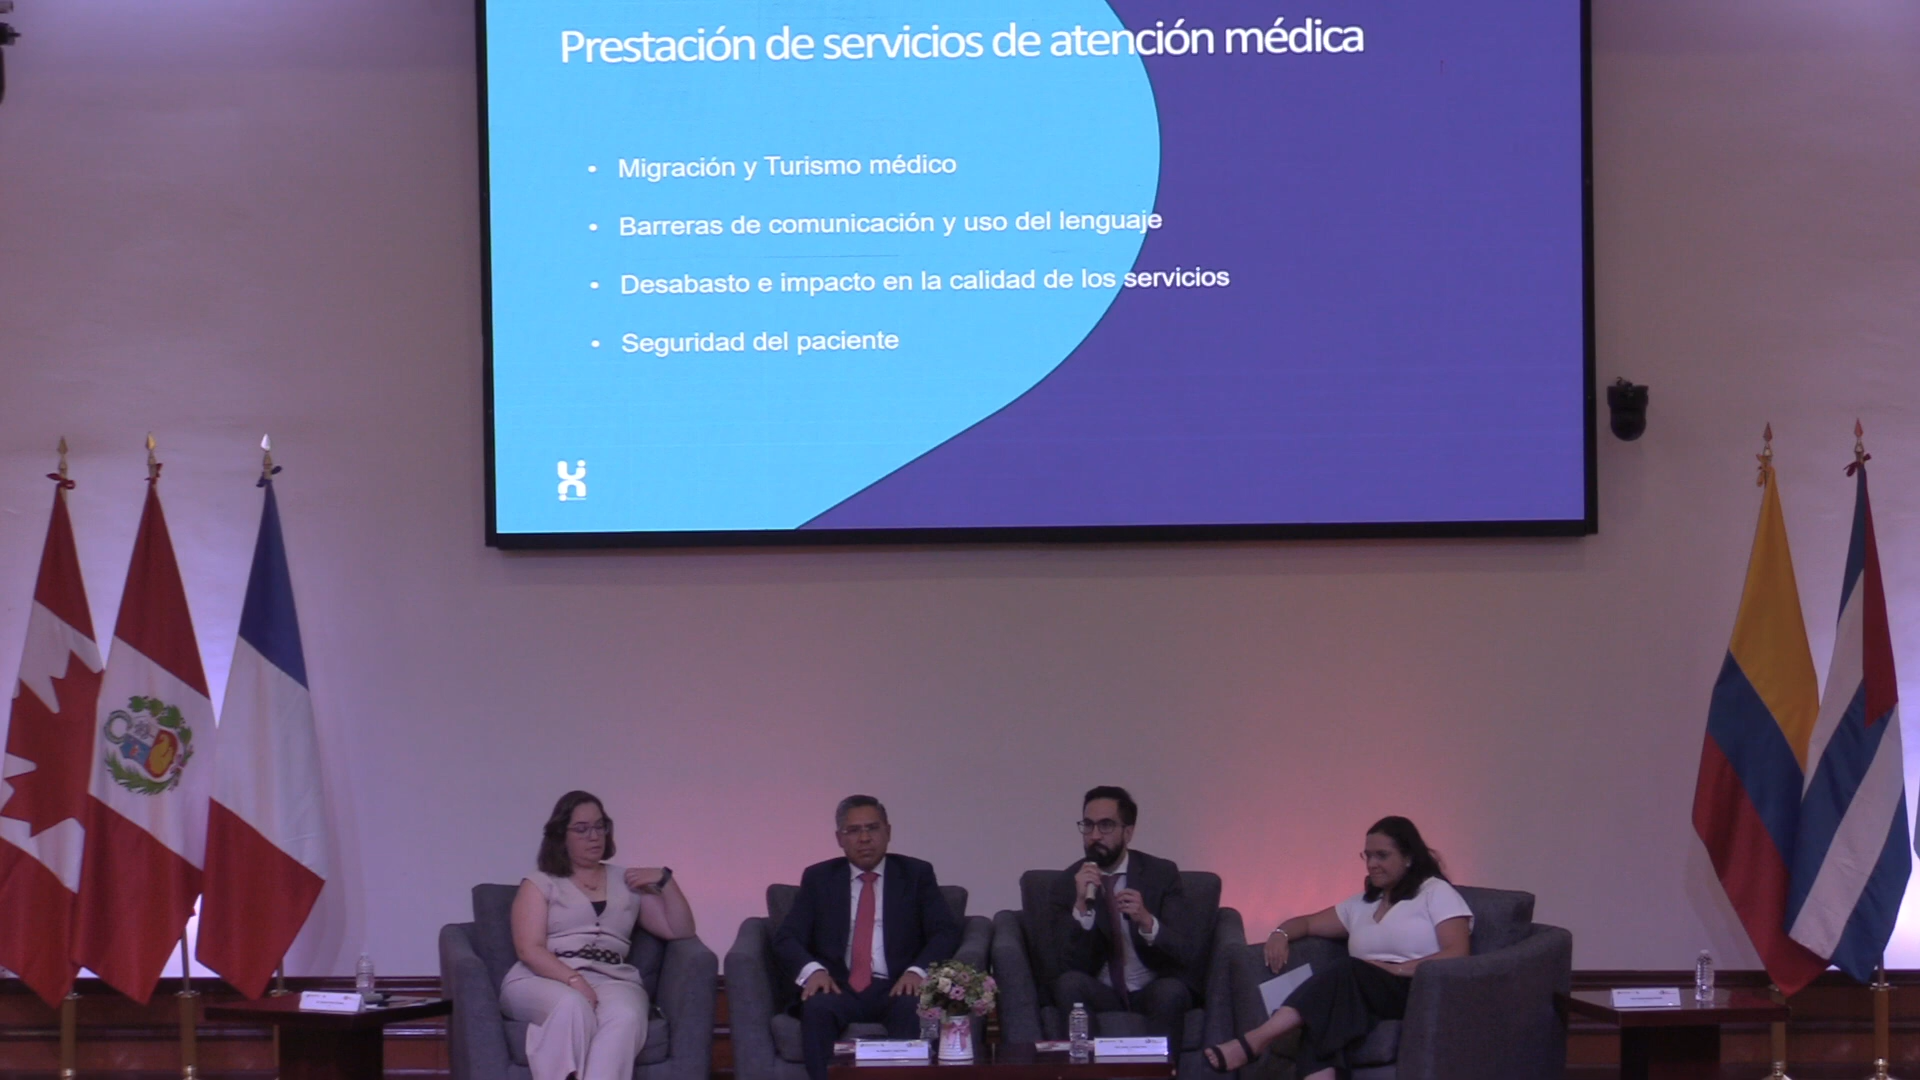 Prestación de servicios de atención médica
• Migración y Turismo médico
• Barreras de comunicación y uso del lenguaje
• Desabasto e impacto en la calidad de los servicios
• Seguridad del paciente